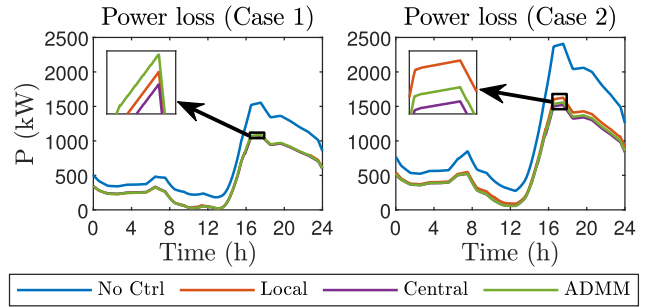 Power loss (Case 1) Power loss (Case 2)
P (kW)
2500
2000
1500
1000
500
0
0 4 8 12 16 20 24
Time (h)
2500
2000
1500
1000
500
0
0 4 8 12 16 20 24
Time (h)
No Ctrl Local Central ADMM